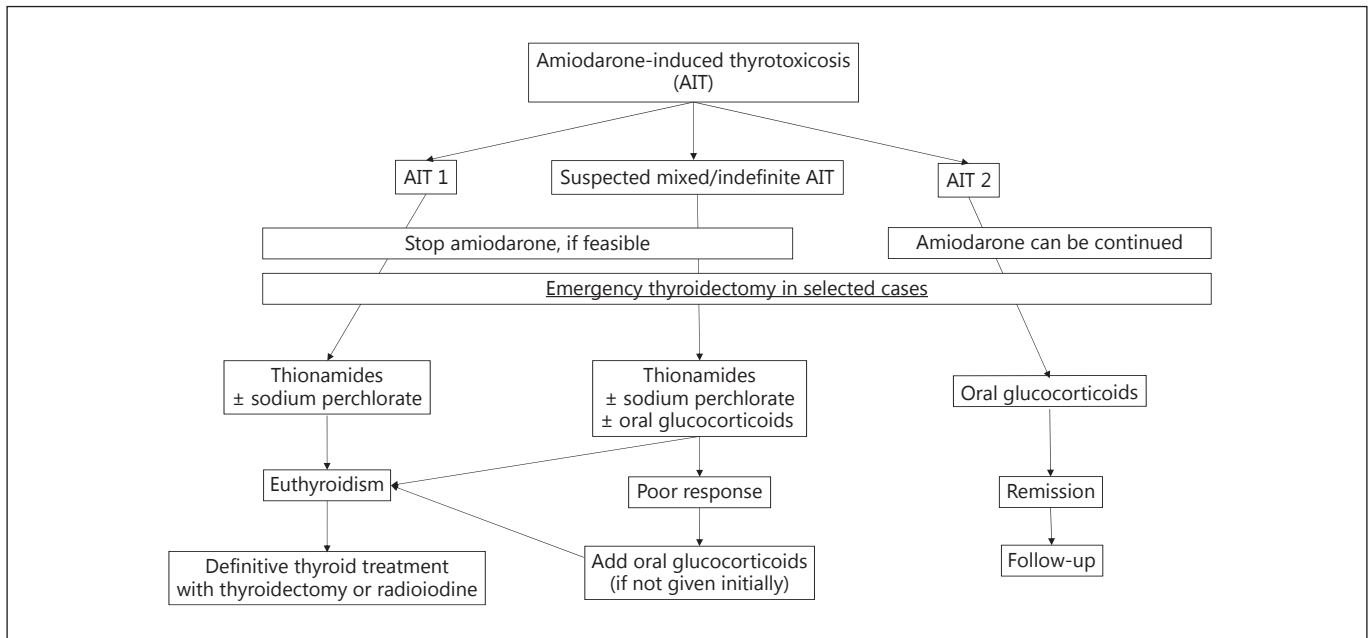 Amiodarone-induced thyrotoxicosis
(AIT)
AIT 1
Suspected mixed/indefinite AIT
AIT 2
Stop amiodarone, if feasible
Amiodarone can be continued
Emergency thyroidectomy in selected cases
Thionamides
± sodium perchlorate
Thionamides
± sodium perchlorate
± oral glucocorticoids
Oral glucocorticoids
Euthyroidism
Poor response
Remission
Definitive thyroid treatment
with thyroidectomy or radioiodine
Add oral glucocorticoids
(if not given initially)
Follow-up